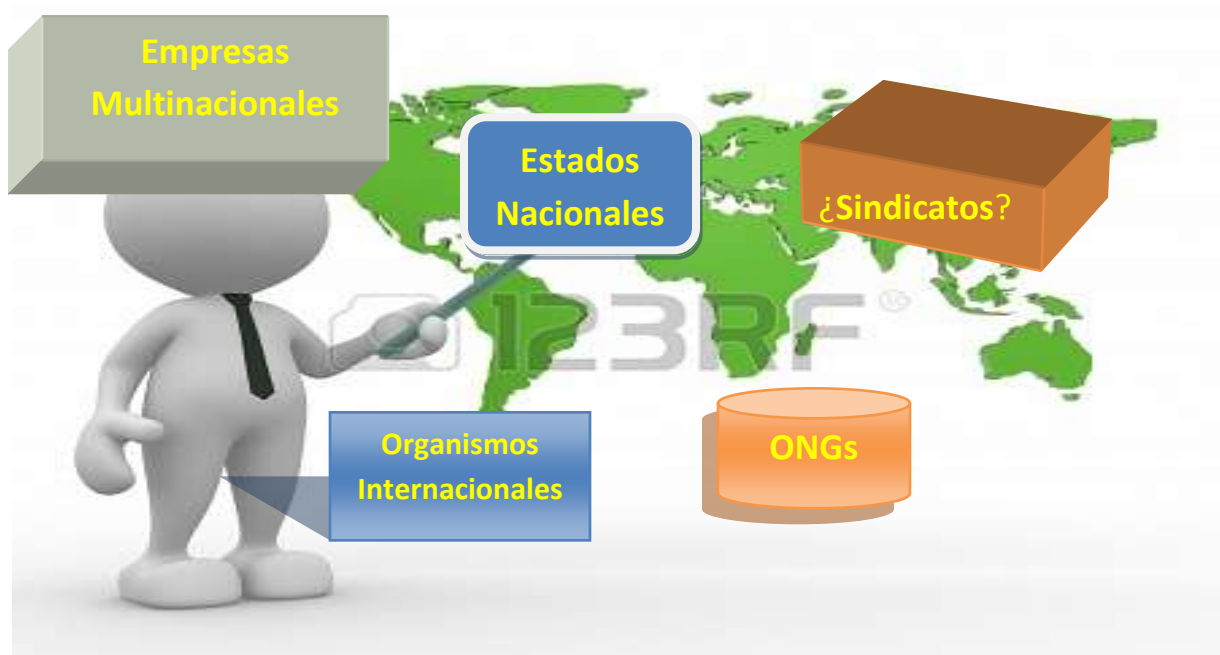 Empresas
Multinacionales
Estados
Nacionales
¿Sindicatos?
123RF
Organismos
Internacionales
ONGs